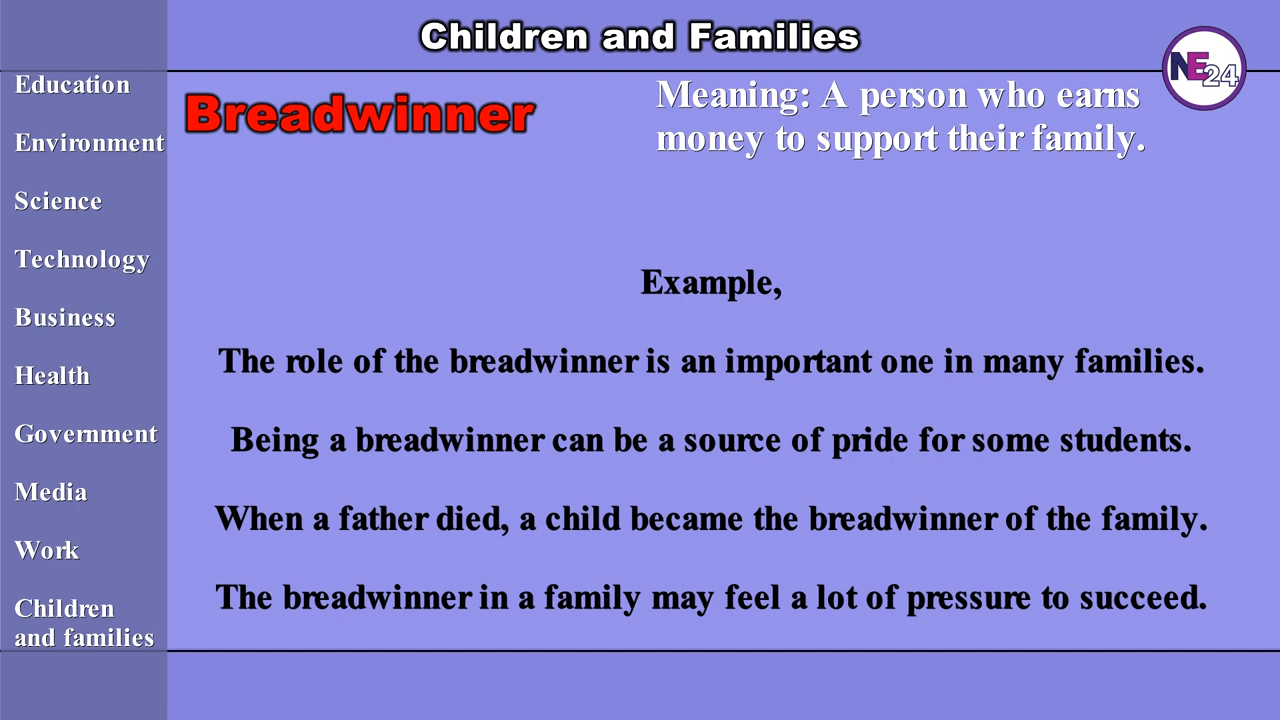 Children and Families
NE24
Education
Environment
Science
Technology
Business
Health
Government
Media
Work
Children
and families
Breadwinner
Meaning: A person who earns
money to support their family.
Example,
The role of the breadwinner is an important one in many families.
Being a breadwinner can be a source of pride for some students.
When a father died, a child became the breadwinner of the family.
The breadwinner in a family may feel a lot of pressure to succeed.